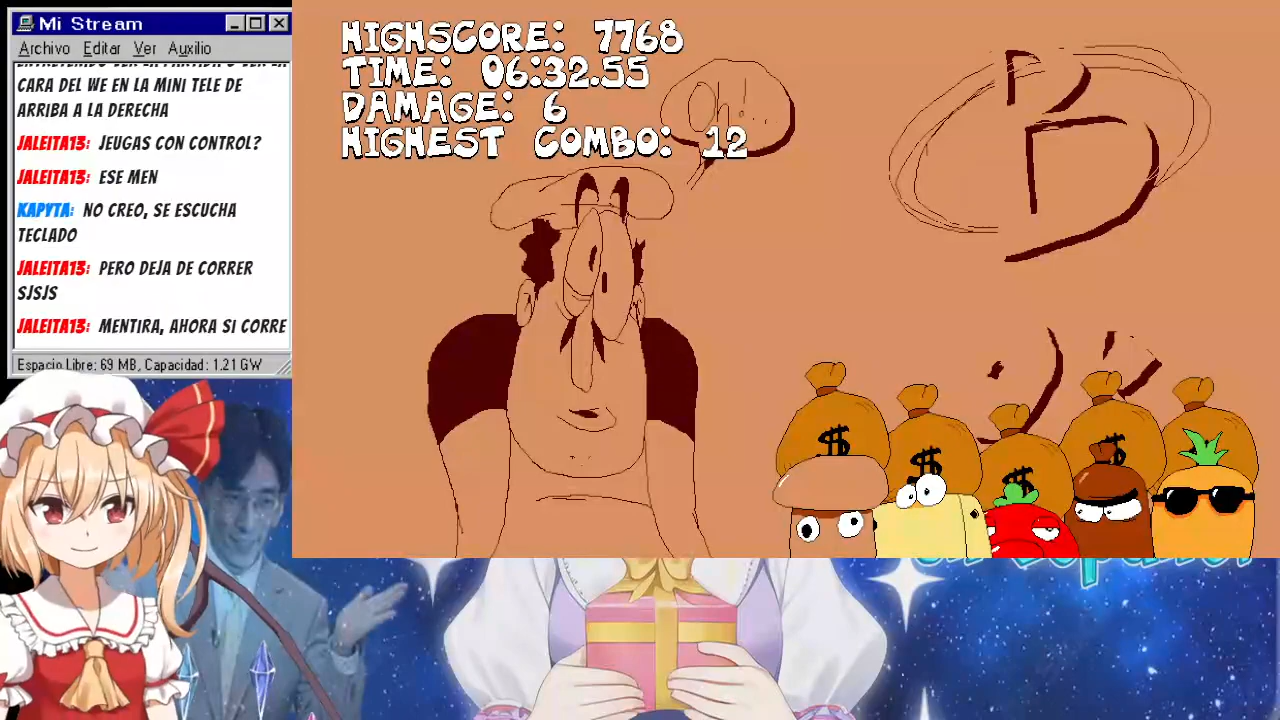 Mi Stream
Archivo Editar Ver Auxilio
CARA DEL WE EN LA MINI TELE DE
ARRIBA A LA DERECHA
JALEITA13: JEUGAS CON CONTROL?
JALEITA13: ESE MEN
KAPYTA: NO CREO, SE ESCUCHA
TECLADO
JALEITA13: PERO DEJA DE CORRER
SJSJS
JALEITA13: MENTIRA, AHORA SI CORRE
Espacio Libre: 69 MB, Capacidad: 1.21 GW
HIGHSCORE: 7768
TIME: 06:32.55
DAMAGE: 6
HIGHEST COMBO: 12
Oh!...
$ $ $ $